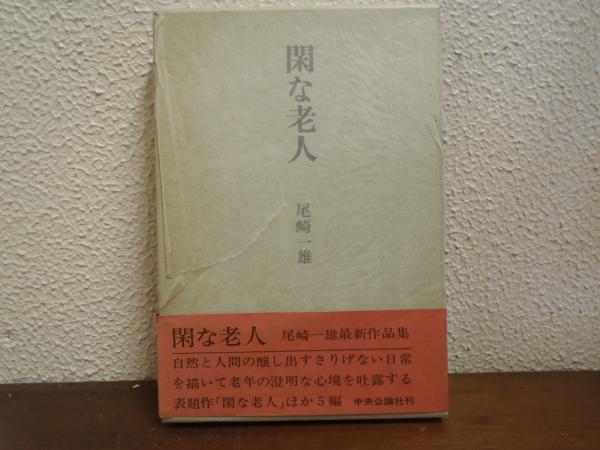 閑な老人
尾崎一雄
閑な老人 尾崎一雄最新作品集
自然と人間の醸し出すさりげない日常
を描いて老年の澄明な心境を吐露する
表題作「閑な老人」ほか5編 中央公論社刊